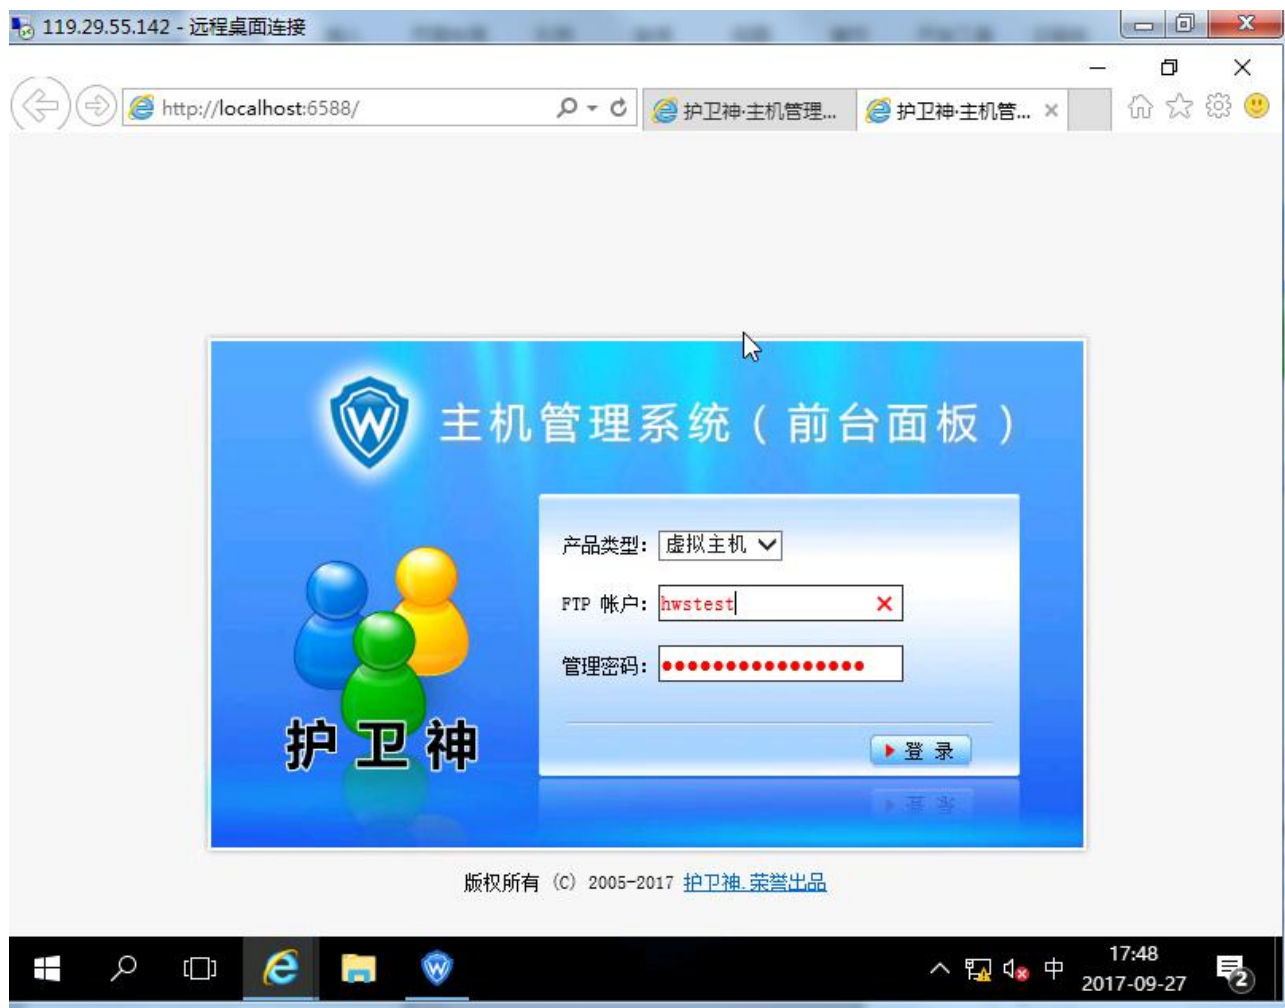 119.29.55.142 - 远程桌面连接
http://localhost:6588/
护卫神·主机管理...
护卫神·主机管...
主机管理系统（前台面板）
产品类型: 虚拟主机
FTP 帐户: hwstest
管理密码: ●●●●●●●●●●●●●●●●
登 录
护卫神
版权所有 (C) 2005-2017 护卫神.荣誉出品
中
17:48
2017-09-27
2